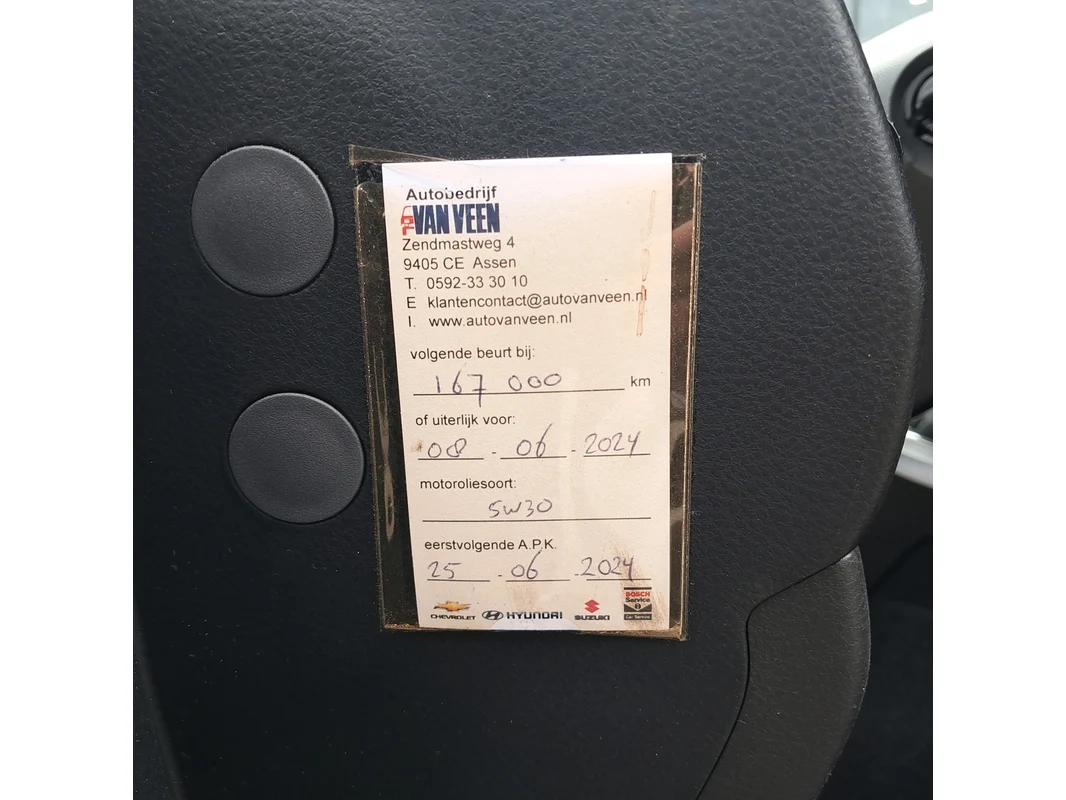 Autobedrijf
VAN VEEN
Zendmastweg 4
9405 CE Assen
T. 0592-33 30 10
E klantencontact@autovanveen.nl
I. www.autovanveen.nl
volgende beurt bij:
167 000 km
of uiterlijk voor:
08 - 06 - 2024
motoroliesoort:
5W30
eerstvolgende A.P.K.
25 - 06 - 2024
CHEVROLET HYUNDAI SUZUKI BOSCH Service Car Service